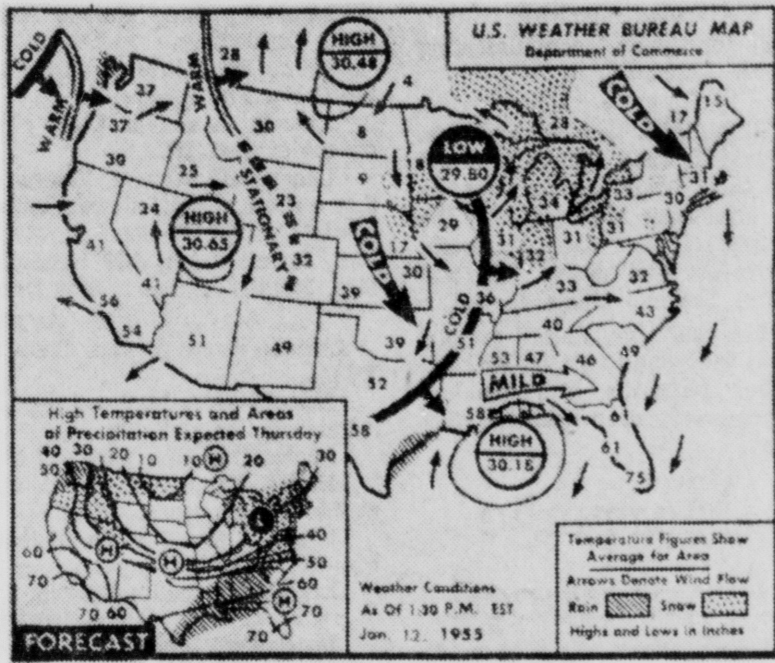 U.S. WEATHER BUREAU MAP
Department of Commerce
COLD
WARM
WARM
28
HIGH
30.48
4
COLD
15
17
37
37
30
30
8
28
LOW
29.80
18
9
25
STATIONARY
23
24
HIGH
30.65
32
29
34
33
31
30
31
31
31
32
17
COLD
30
39
41
41
56
54
51
49
39
52
58
COLD
36
51
33
32
40
43
53
47
46
49
MILD
58
61
61
75
HIGH
30.18
High Temperatures and Areas
of Precipitation Expected Thursday
40 30 20 10 10 H 20 30
50
L
40
H
H
50
60
60
70
H
70
70 60
70
FORECAST
Weather Conditions
As Of 1:30 P.M. EST
Jan. 12. 1955
Temperature Figures Show
Average for Area
Arrows Denote Wind Flow
Rain Snow
Highs and Lows in Inches